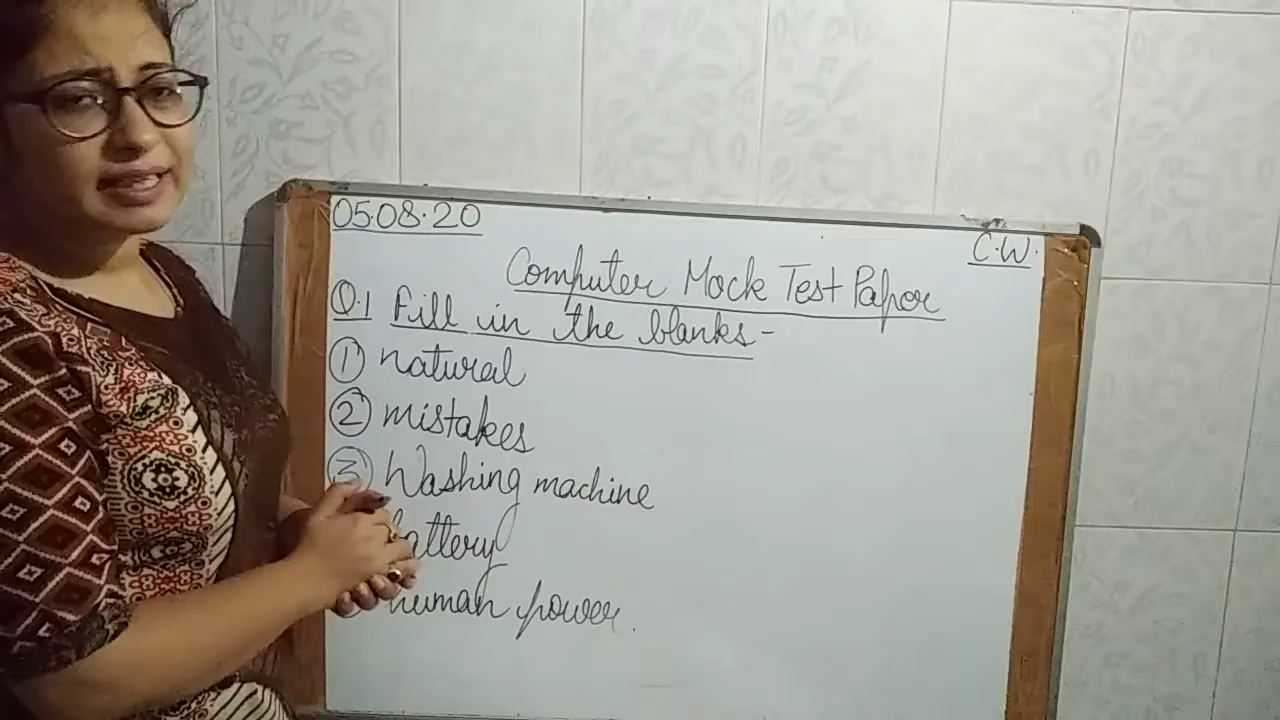 05.08.20
C.W.
Computer Mock Test Paper
Q.1 Fill in the blanks-
① natural
② mistakes
③ Washing machine
battery
human power.